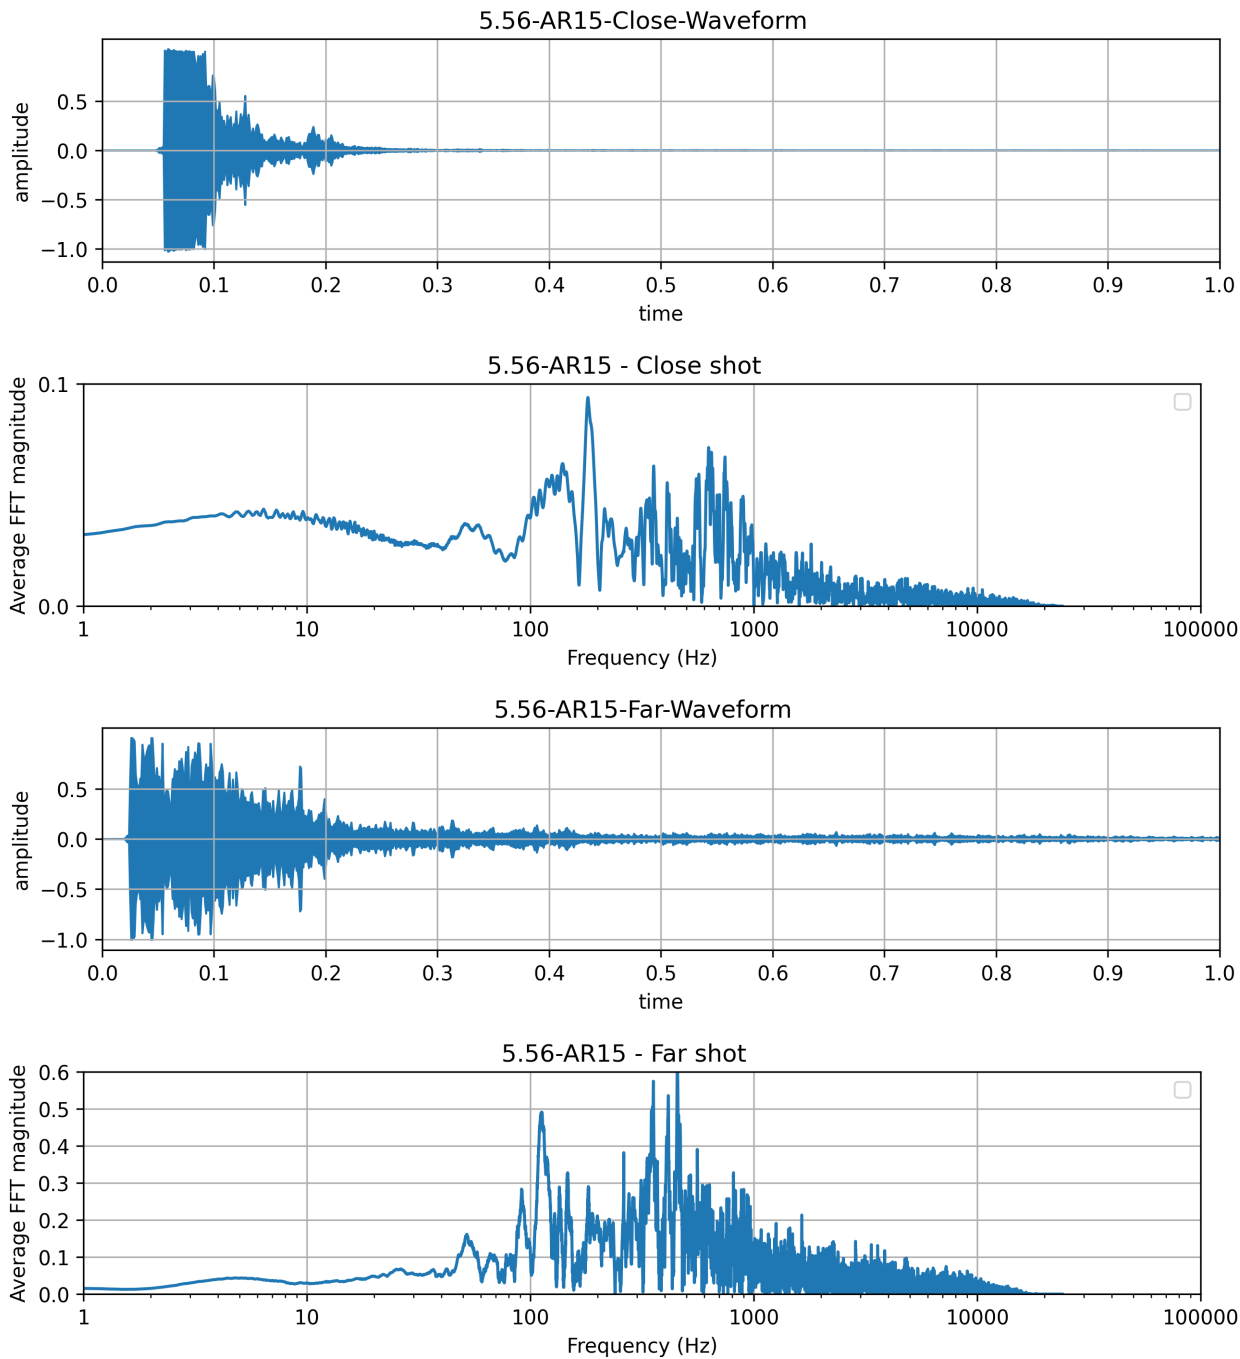 5.56-AR15-Close-Waveform
amplitude
0.5
0.0
−0.5
−1.0
0.0 0.1 0.2 0.3 0.4 0.5 0.6 0.7 0.8 0.9 1.0
time
5.56-AR15 - Close shot
Average FFT magnitude
0.1
0.0
1 10 100 1000 10000 100000
Frequency (Hz)
5.56-AR15-Far-Waveform
amplitude
0.5
0.0
−0.5
−1.0
0.0 0.1 0.2 0.3 0.4 0.5 0.6 0.7 0.8 0.9 1.0
time
5.56-AR15 - Far shot
Average FFT magnitude
0.6
0.5
0.4
0.3
0.2
0.1
0.0
1 10 100 1000 10000 100000
Frequency (Hz)